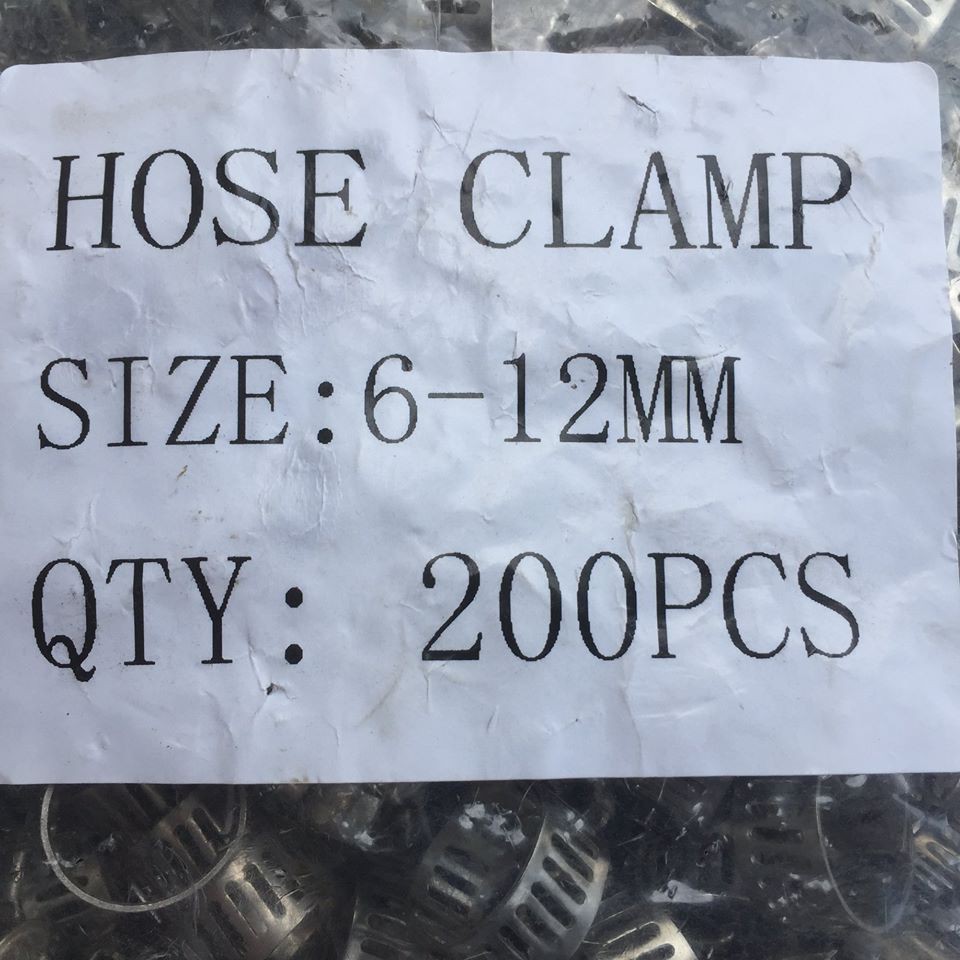 HOSE CLAMP
SIZE:6-12MM
QTY: 200PCS